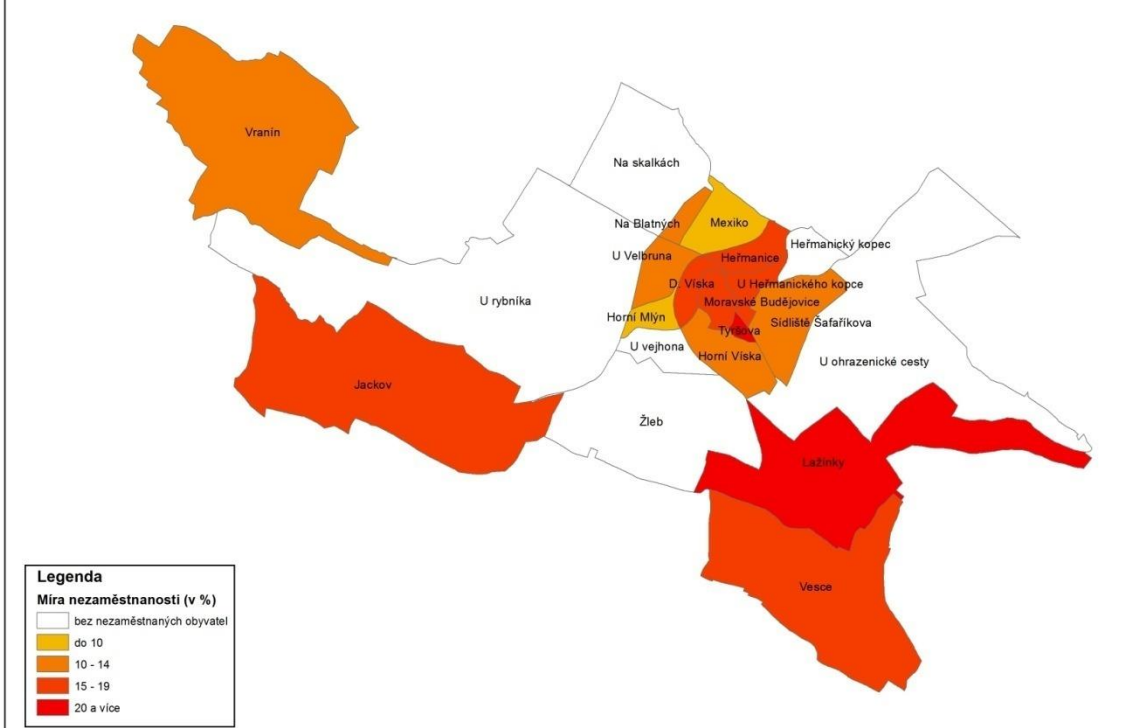 Vranín
Na skalkách
Na Blatných
Mexiko
Heřmanický kopec
U Velbruna
Heřmanice
D. Víska
U Heřmanického kopce
U rybníka
Moravské Budějovice
Horní Mlýn
Sídliště Šafaříkova
Tyršova
U vejhona
Horní Víska
U ohrazenické cesty
Jackov
Žleb
Lažínky
Vesce
Legenda
Míra nezaměstnanosti (v %)
bez nezaměstnaných obyvatel
do 10
10 - 14
15 - 19
20 a více